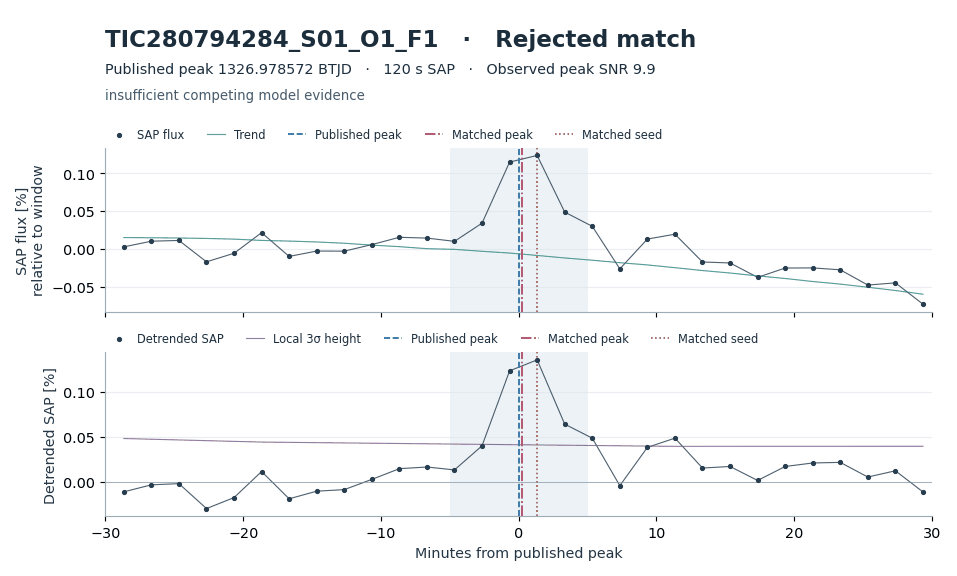 TIC280794284_S01_O1_F1 · Rejected match
Published peak 1326.978572 BTJD · 120 s SAP · Observed peak SNR 9.9
insufficient competing model evidence
SAP flux Trend Published peak Matched peak Matched seed
SAP flux [%]
relative to window
0.10
0.05
0.00
−0.05
Detrended SAP Local 3σ height Published peak Matched peak Matched seed
Detrended SAP [%]
0.10
0.05
0.00
−30 −20 −10 0 10 20 30
Minutes from published peak